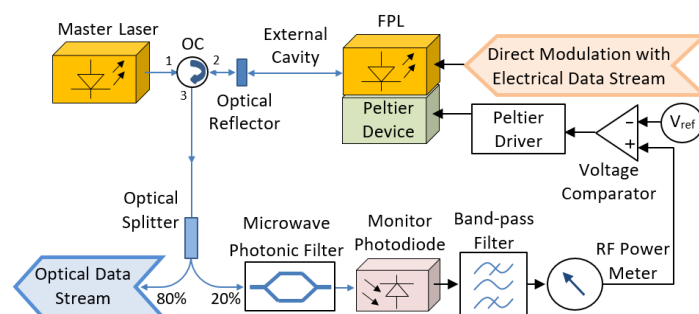 Master Laser
OC
1
2
3
External
Cavity
Optical
Reflector
FPL
Peltier
Device
Direct Modulation with
Electrical Data Stream
Peltier
Driver
−
+
Vref
Voltage
Comparator
Optical
Splitter
Optical Data
Stream
80%
20%
Microwave
Photonic Filter
Monitor
Photodiode
Band-pass
Filter
RF Power
Meter